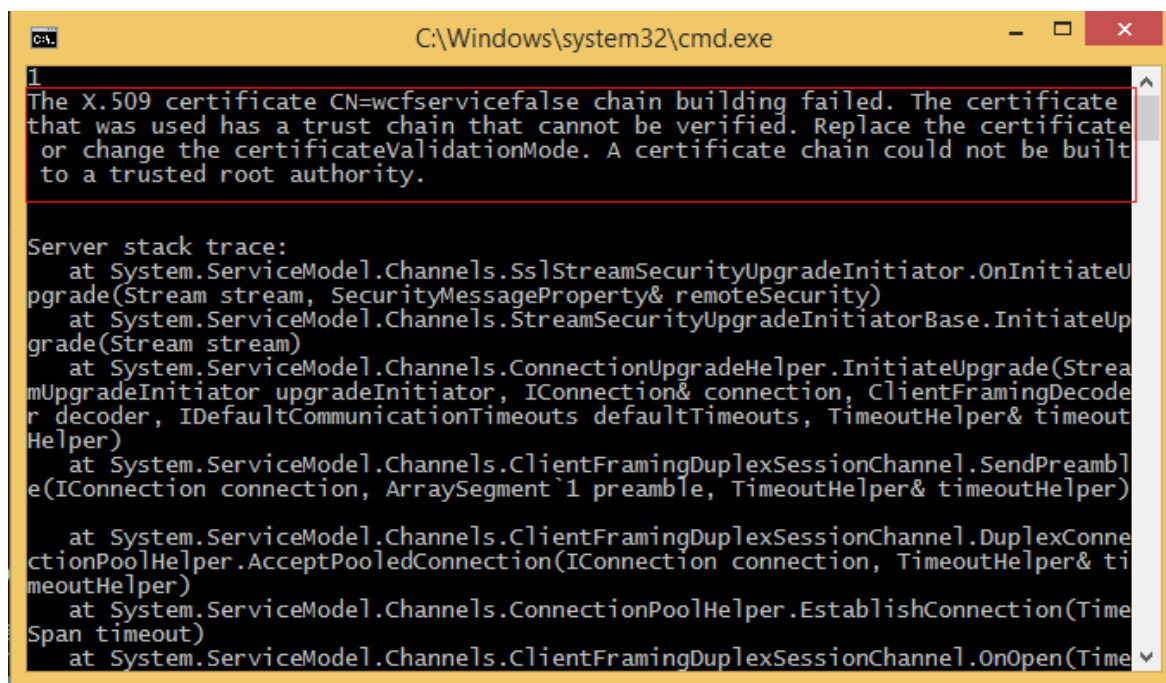 C:\Windows\system32\cmd.exe
1
The X.509 certificate CN=wcfservicefalse chain building failed. The certificate
that was used has a trust chain that cannot be verified. Replace the certificate
 or change the certificateValidationMode. A certificate chain could not be built
 to a trusted root authority.
Server stack trace:
   at System.ServiceModel.Channels.SslStreamSecurityUpgradeInitiator.OnInitiateU
pgrade(Stream stream, SecurityMessageProperty& remoteSecurity)
   at System.ServiceModel.Channels.StreamSecurityUpgradeInitiatorBase.InitiateUp
grade(Stream stream)
   at System.ServiceModel.Channels.ConnectionUpgradeHelper.InitiateUpgrade(Strea
mUpgradeInitiator upgradeInitiator, IConnection& connection, ClientFramingDecode
r decoder, IDefaultCommunicationTimeouts defaultTimeouts, TimeoutHelper& timeout
Helper)
   at System.ServiceModel.Channels.ClientFramingDuplexSessionChannel.SendPreambl
e(IConnection connection, ArraySegment`1 preamble, TimeoutHelper& timeoutHelper)
   at System.ServiceModel.Channels.ClientFramingDuplexSessionChannel.DuplexConne
ctionPoolHelper.AcceptPooledConnection(IConnection connection, TimeoutHelper& ti
meoutHelper)
   at System.ServiceModel.Channels.ConnectionPoolHelper.EstablishConnection(Time
Span timeout)
   at System.ServiceModel.Channels.ClientFramingDuplexSessionChannel.OnOpen(Time